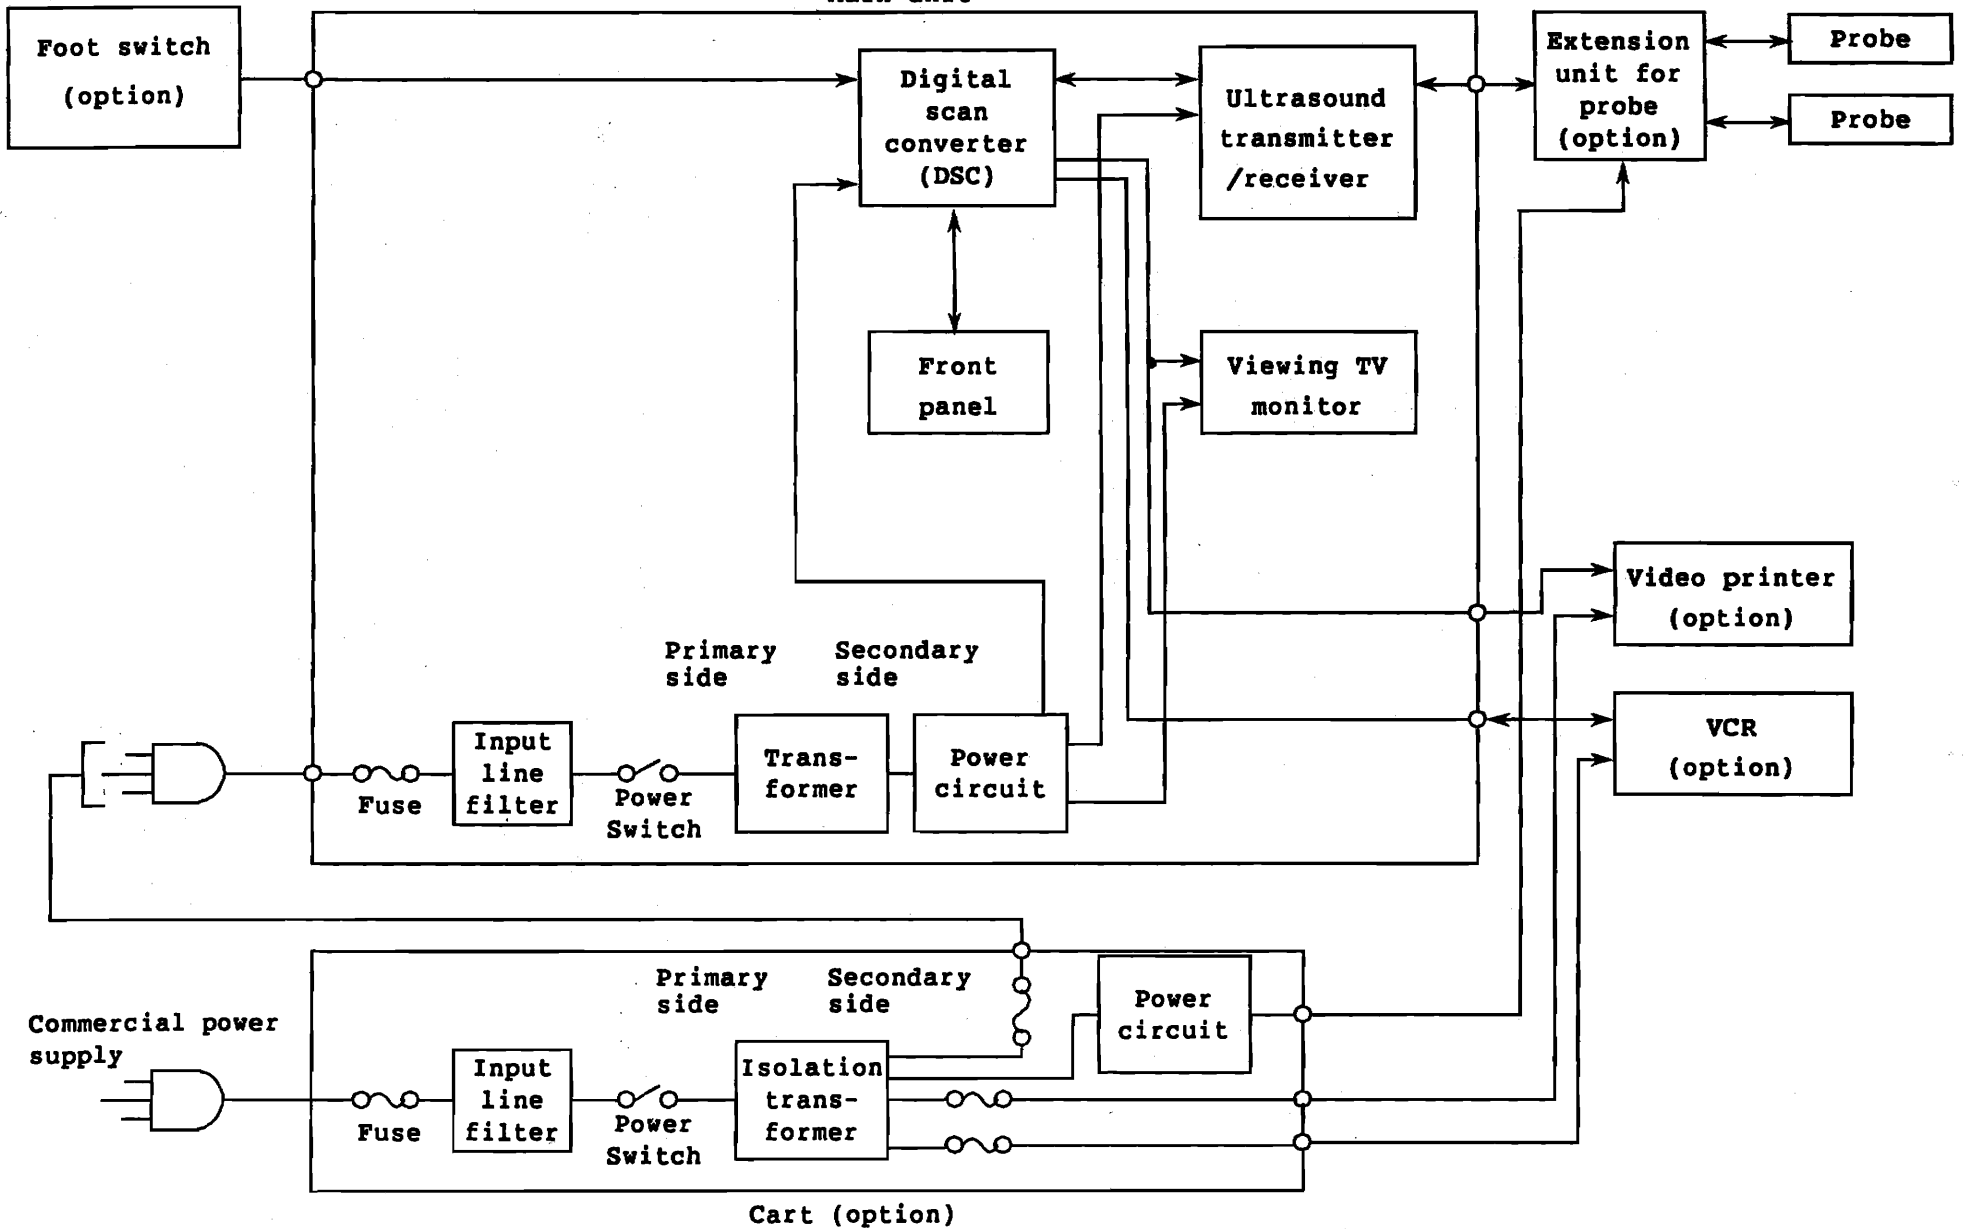 Foot switch
(option)
Digital
scan
converter
(DSC)
Ultrasound
transmitter
/receiver
Extension
unit for
probe
(option)
Probe
Probe
Front
panel
Viewing TV
monitor
Video printer
(option)
VCR
(option)
Primary
side
Secondary
side
Fuse
Input
line
filter
Power
Switch
Trans-
former
Power
circuit
Commercial power
supply
Primary
side
Secondary
side
Fuse
Input
line
filter
Power
Switch
Isolation
trans-
former
Power
circuit
Cart (option)